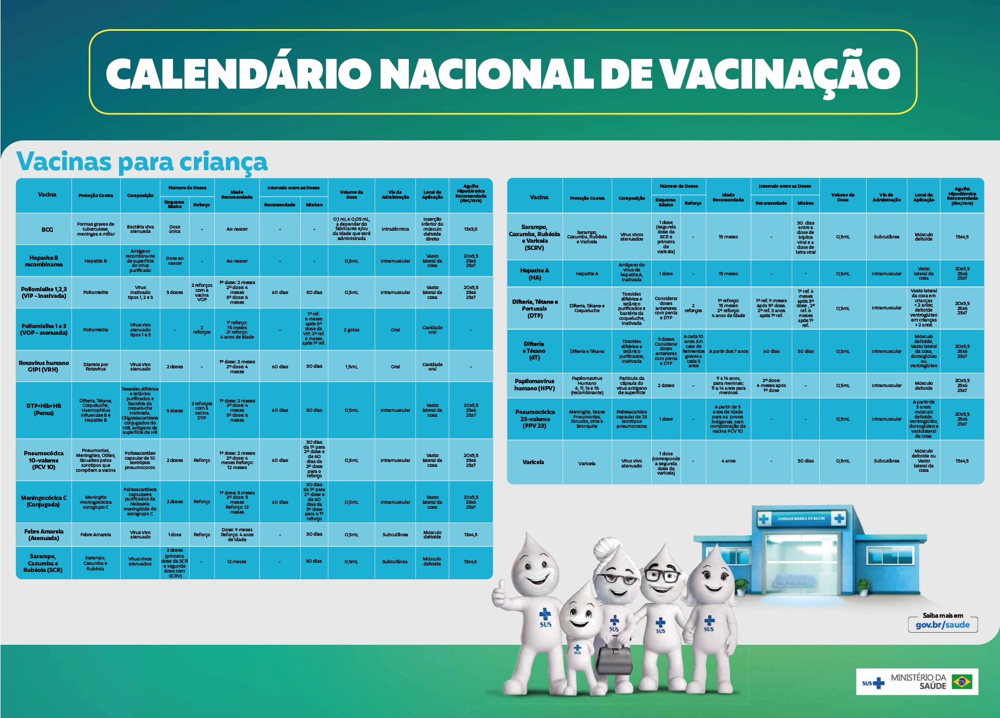 CALENDÁRIO NACIONAL DE VACINAÇÃO
Vacinas para criança
Vacina
Proteção Contra
Composição
Número de Doses
Esquema
Básico
Reforço
Idade
Recomendada
Intervalo entre as Doses
Recomendado
Mínimo
Volume da
Dose
Via de
Admistração
Local da
Aplicação
Agulha
Hipodérmica
Recomendada
(dec/mm)
BCG
Formas graves de
tuberculose,
meníngea e miliar
Bactéria viva
atenuada
Dose
única
-
Ao nascer
-
-
0,1 mL e 0,05 mL,
a depender do
fabricante e/ou
da idade que será
administrada
Intradérmica
Inserção
inferior do
músculo
deltoide
direito
13x3,8
Hepatite B
recombinante
Hepatite B
Antígeno
recombinante
de superfície
do vírus
purificado
Dose ao
nascer
-
Ao nascer
-
-
0,5mL
Intramuscular
Vasto
lateral da
coxa
20x5,5
25x6
25x7
Poliomielite 1,2,3
(VIP - inativada)
Poliomielite
Vírus
inativado
tipos 1, 2 e 3
3 doses
2 reforços
com a
vacina
VOP
1ª dose: 2 meses
2ª dose: 4
meses
3ª dose: 6
meses
60 dias
30 dias
0,5mL
Intramuscular
Vasto
lateral da
coxa
20x5,5
25x6
25x7
Poliomielite 1 e 3
(VOP - atenuada)
Poliomielite
Vírus vivo
atenuado
tipos 1 e 3
-
2
reforços
1º reforço:
15 meses
2º reforço:
4 anos de idade
-
1º ref.
6 meses
após 3ª
dose da
VIP, 2º ref.
6 meses
após 1º ref.
2 gotas
Oral
Cavidade
oral
-
Rotavírus humano
G1P1 (VRH)
Diarreia por
Rotavírus
Vírus vivo
atenuado
2 doses
-
1ª dose: 2 meses
2ª dose: 4
meses
60 dias
30 dias
1,5mL
Oral
Cavidade
oral
-
DTP+Hib+HB
(Penta)
Difteria, Tétano,
Coqueluche,
Haemophilus
influenzae B e
Hepatite B
Toxoides diftérico
e tetânico
purificados e
bactéria da
coqueluche
inativada.
Oligossacarídeos
conjugados do
HIB, antígeno de
superfície de HB
3 doses
2 reforços
com a
vacina
DTP
1ª dose: 2 meses
2ª dose: 4
meses
3ª dose: 6
meses
60 dias
30 dias
0,5mL
Intramuscular
Vasto
lateral da
coxa
20x5,5
25x6
25x7
Pneumocócica
10-valente
(PCV 10)
Pneumonias,
Meningites, Otites,
Sinusites pelos
sorotipos que
compõem a vacina
Polissacarídeo
capsular de 10
sorotipos
pneumococos
2 doses
Reforço
1ª dose: 2 meses
2ª dose: 4
meses Reforço:
12 meses
60 dias
30 dias
da 1ª para
2ª dose e
de 60
dias da
2ª dose
para o
reforço
0,5mL
Intramuscular
Vasto
lateral da
coxa
20x5,5
25x6
25x7
Meningocócica C
(Conjugada)
Meningite
meningocócica
sorogrupo C
Polissacarídeos
capsulares
purificados da
Neisseria
meningitidis do
sorogrupo C
2 doses
Reforço
1ª dose: 3 meses
2ª dose: 5
meses
Reforço: 12
meses
60 dias
30 dias
da 1ª para
2ª dose e
de 60
dias da
2ª dose
para o 1º
reforço
0,5mL
Intramuscular
Vasto
lateral da
coxa
20x5,5
25x6
25x7
Febre Amarela
(Atenuada)
Febre Amarela
Vírus vivo
atenuado
1 dose
Reforço
Dose: 9 meses
Reforço: 4 anos
de idade
-
30 dias
0,5mL
Subcutânea
Músculo
deltoide
13x4,5
Sarampo,
Caxumba e
Rubéola (SCR)
Sarampo,
Caxumba e
Rubéola
Vírus vivos
atenuados
2 doses
(primeira
dose da SCR
e segunda
dose com
SCRV)
-
12 meses
-
30 dias
0,5mL
Subcutânea
Músculo
deltoide
13x4,5
Vacina
Proteção Contra
Composição
Número de Doses
Esquema
Básico
Reforço
Idade
Recomendada
Intervalo entre as Doses
Recomendado
Mínimo
Volume da
Dose
Via de
Admistração
Local da
Aplicação
Agulha
Hipodérmica
Recomendada
(dec/mm)
Sarampo,
Caxumba, Rubéola
e Varicela
(SCRV)
Sarampo,
Caxumba, Rubéola
e Varicela
Vírus vivos
atenuados
1 dose
(segunda
dose da
SCR e
primeira
de
varicela)
-
15 meses
-
30 dias
entre a
dose de
tríplice
viral e a
dose de
tetra viral
0,5mL
Subcutânea
Músculo
deltoide
13x4,5
Hepatite A
(HA)
Hepatite A
Antígeno do
vírus da
hepatite A,
inativada
1 dose
-
15 meses
-
-
0,5mL
Intramuscular
Vasto
lateral da
coxa
20x5,5
25x6
25x7
Difteria, Tétano e
Pertussis
(DTP)
Difteria, Tétano e
Coqueluche
Toxoides
diftérico e
tetânico
purificados e
bactéria da
coqueluche,
inativada
Considerar
doses
anteriores
com penta
e DTP
2
reforços
1º reforço:
15 meses
2º reforço:
4 anos de idade
1º ref. 9 meses
após 3ª dose.
2º ref. 3 anos
após 1º ref.
1º ref. 6
meses
após 3ª
dose , 2º
ref. 6
meses
após 1º
ref.
0,5mL
Intramuscular
Vasto lateral
da coxa em
crianças
< 2 anos;
deltoide
ventroglúteo
em crianças
> 2 anos
20x5,5
25x6
25x7
Difteria
e Tétano
(dT)
Difteria e Tétano
Toxoides
diftérico e
tetânico
purificados,
inativada
3 doses
Considerar
doses
anteriores
com penta
e DTP
A cada 10
anos. Em
caso de
ferimentos
graves a
cada 5
anos
A partir dos 7 anos
60 dias
30 dias
0,5mL
Intramuscular
Músculo
deltoide,
Vasto lateral
da coxa,
dorsoglúteo
ou
ventroglúteo
20x5,5
25x6
25x7
Papilomavírus
humano (HPV)
Papilomavírus
Humano
6, 11, 16 e 18
(recombinante)
Partícula da
cápsula do
vírus antígeno
de superfície
2 doses
-
9 a 14 anos,
para meninas;
11 a 14 anos para
meninos
2ª dose:
6 meses após
1ª dose
-
0,5mL
Intramuscular
Músculo
deltoide
20x5,5
25x6
25x7
Pneumocócica
23-valente
(PPV 23)
Meningite, Sepse
Pneumonias,
Sinusite, otite e
Bronquite
Polissacarídeo
capsular de 23
sorotipos
pneumococos
1 dose
-
A partir de 5
anos de idade
para os povos
indígenas, sem
comprovação da
vacina PCV 10
-
-
0,5mL
Intramuscular
A partir de
3 anos:
músculo
deltoide,
ventroglúteo,
dorsoglúteo e
vastolateral
da coxa
20x5,5
25x6
25x7
Varicela
Varicela
Vírus vivo
atenuado
1 dose
(corresponde
a segunda
dose da
varicela)
-
4 anos
-
30 dias
0,5mL
Subcutânea
Músculo
deltoide ou
Vasto
lateral da
coxa
13x4,5
UNIDADE BÁSICA DE SAÚDE
SUS
SUS
SUS
SUS
SUS
Saiba mais em
gov.br/saude
SUS
MINISTÉRIO DA
SAÚDE